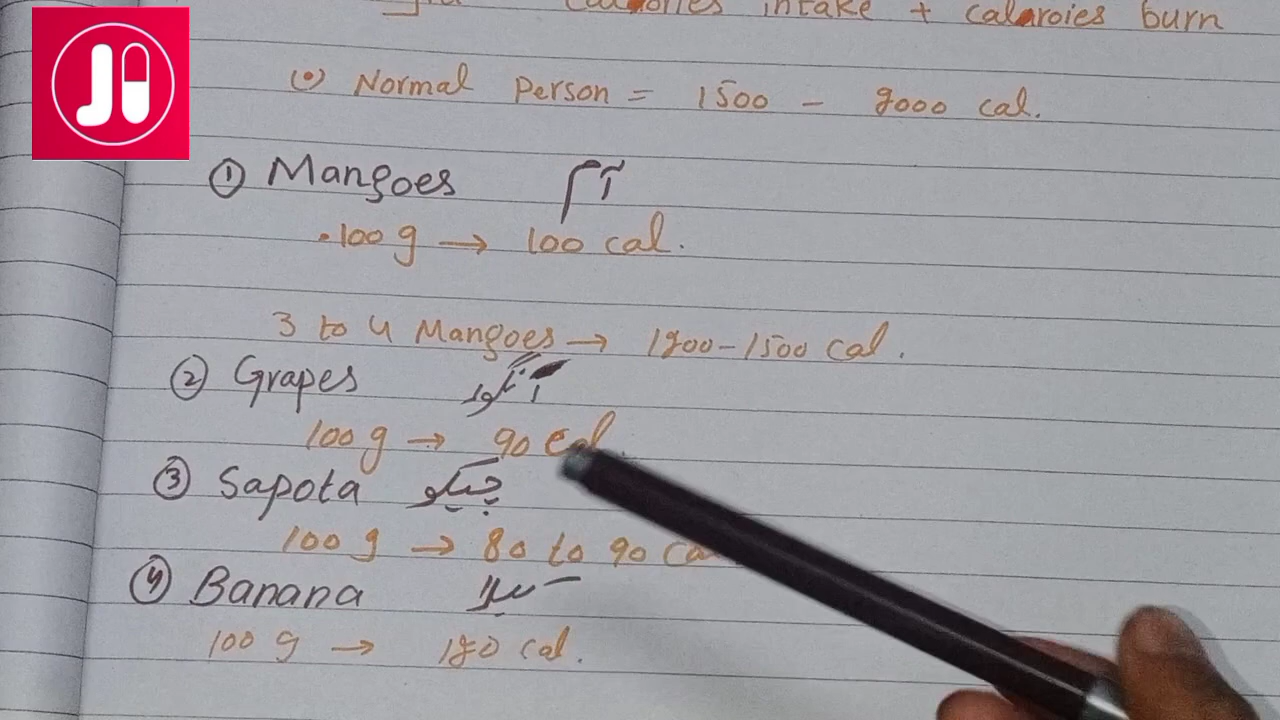 calaroies intake + calaroies burn
(•) Normal Person = 1500 - 2000 cal.
① Mangoes آم
•100 g → 100 cal.
3 to 4 Mangoes → 1200-1500 cal.
② Grapes انگور
100 g → 90 cal.
③ Sapota چیکو
100 g → 80 to 90 Ca
④ Banana کیلا
100 g → 120 cal.